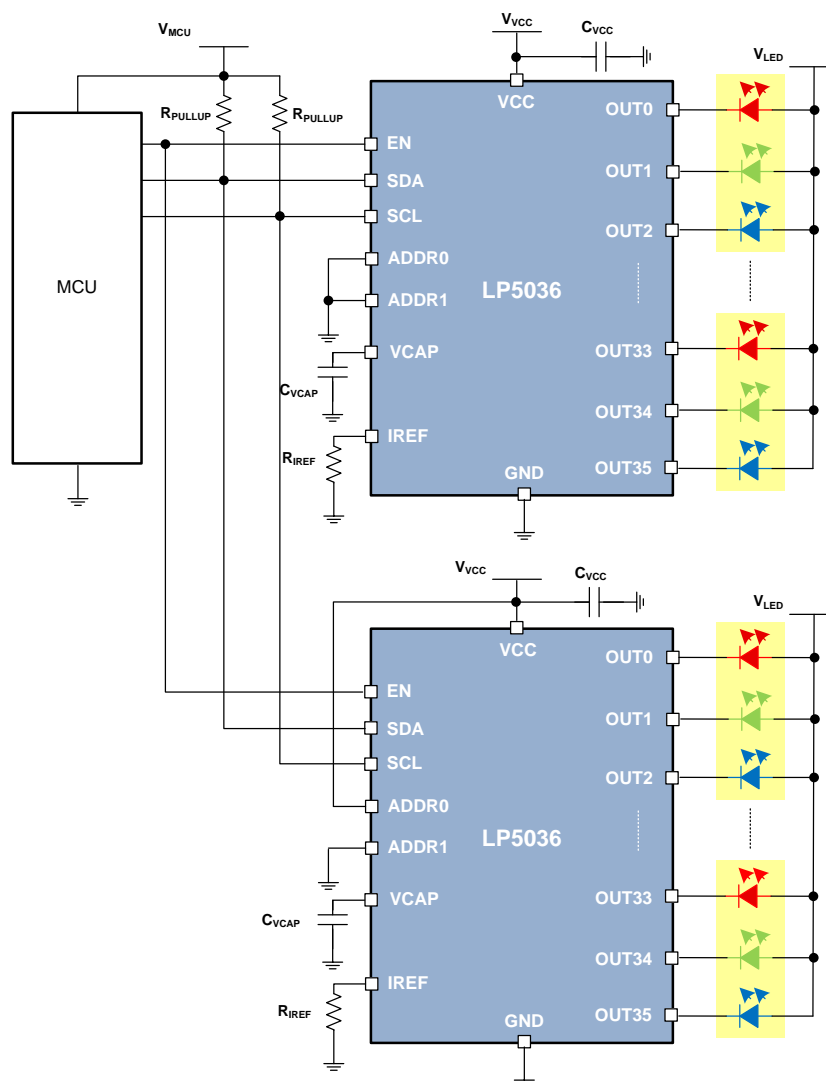 VMCU
RPULLUP
RPULLUP
MCU
VVCC
CVCC
VCC
EN
SDA
SCL
ADDR0
ADDR1
VCAP
IREF
GND
LP5036
OUT0
OUT1
OUT2
OUT33
OUT34
OUT35
VLED
CVCAP
RIREF
VVCC
CVCC
VCC
EN
SDA
SCL
ADDR0
ADDR1
VCAP
IREF
GND
LP5036
OUT0
OUT1
OUT2
OUT33
OUT34
OUT35
VLED
CVCAP
RIREF